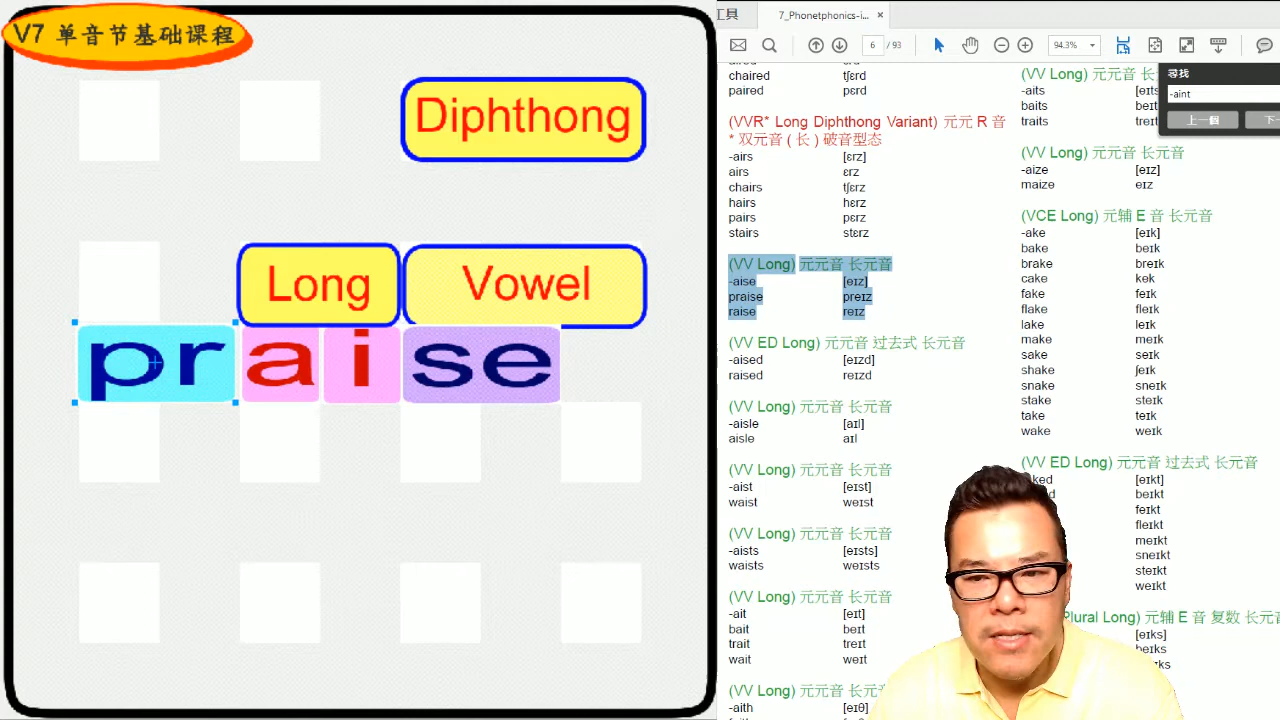 V7 单音节基础课程
Diphthong
Long
Vowel
pr a i se
工具
7_Phonetphonics-i... ×
6 / 93
94.3%
chaired tʃɛrd
paired pɛrd
(VVR* Long Diphthong Variant) 元元 R 音
* 双元音 ( 长 ) 破音型态
-airs [ɛrz]
airs ɛrz
chairs tʃɛrz
hairs hɛrz
pairs pɛrz
stairs stɛrz
(VV Long) 元元音 长元音
-aise [eɪz]
praise preɪz
raise reɪz
(VV ED Long) 元元音 过去式 长元音
-aised [eɪzd]
raised reɪzd
(VV Long) 元元音 长元音
-aisle [aɪl]
aisle aɪl
(VV Long) 元元音 长元音
-aist [eɪst]
waist weɪst
(VV Long) 元元音 长元音
-aists [eɪsts]
waists weɪsts
(VV Long) 元元音 长元音
-ait [eɪt]
bait beɪt
trait treɪt
wait weɪt
(VV Long) 元元音 长元音
-aith [eɪθ]
(VV Long) 元元音 长元音
-aits [eɪts
baits beɪt
traits treɪt
(VV Long) 元元音 长元音
-aize [eɪz]
maize eɪz
(VCE Long) 元辅 E 音 长元音
-ake [eɪk]
bake beɪk
brake breɪk
cake kek
fake feɪk
flake fleɪk
lake leɪk
make meɪk
sake seɪk
shake ʃeɪk
snake sneɪk
stake steɪk
take teɪk
wake weɪk
(VV ED Long) 元元音 过去式 长元音
ked [eɪkt]
beɪkt
feɪkt
fleɪkt
meɪkt
sneɪkt
steɪkt
weɪkt
Plural Long) 元辅 E 音 复数 长元音
[eɪks]
beɪks
尋找
-aint
上一個
下一